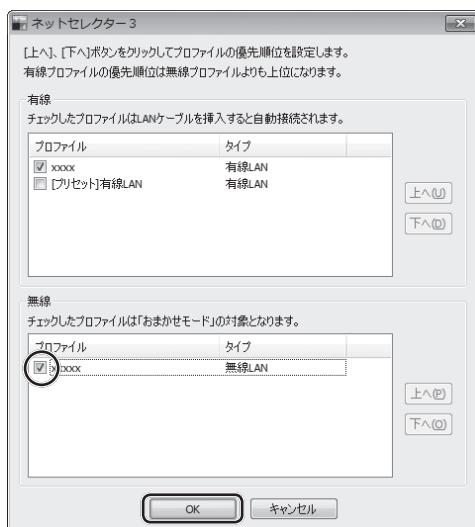 ネットセレクター3
[上へ]、[下へ]ボタンをクリックしてプロファイルの優先順位を設定します。
有線プロファイルの優先順位は無線プロファイルよりも上位になります。
有線
チェックしたプロファイルはLANケーブルを挿入すると自動接続されます。
プロファイル タイプ
xxxx 有線LAN
[プリセット]有線LAN 有線LAN
上へ(U)
下へ(D)
無線
チェックしたプロファイルは「おまかせモード」の対象となります。
プロファイル タイプ
xxxxx 無線LAN
上へ(P)
下へ(O)
OK キャンセル